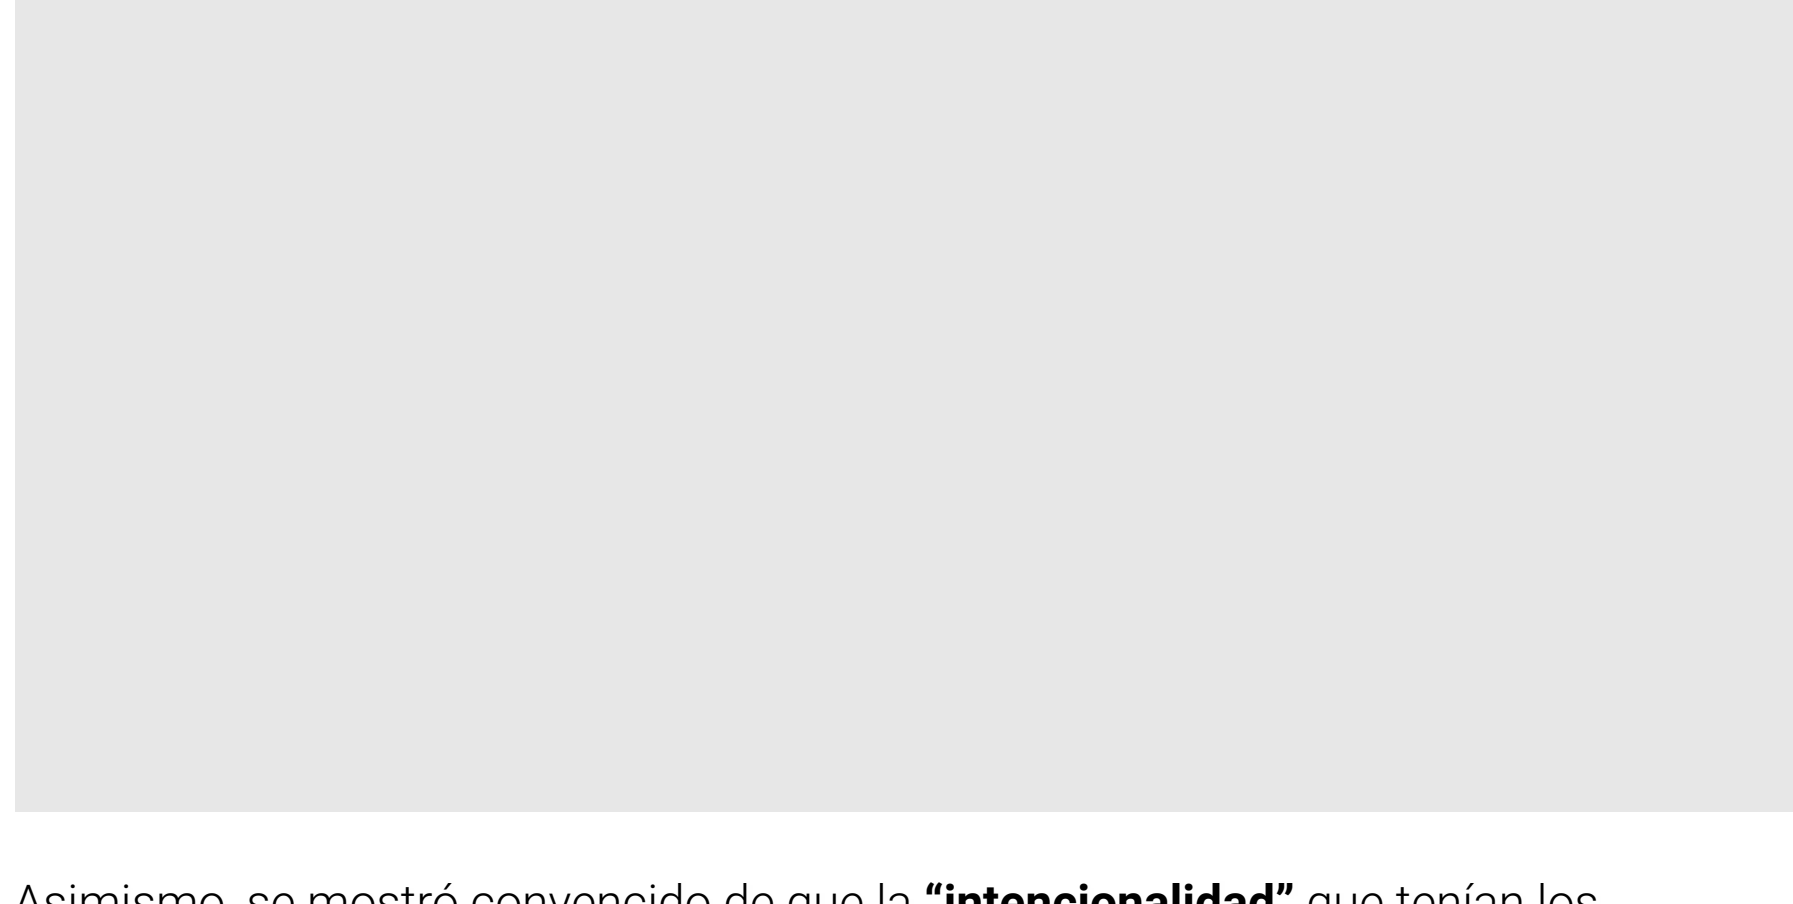 Asimismo, se mostró convencido de que la “intencionalidad” que tenían los